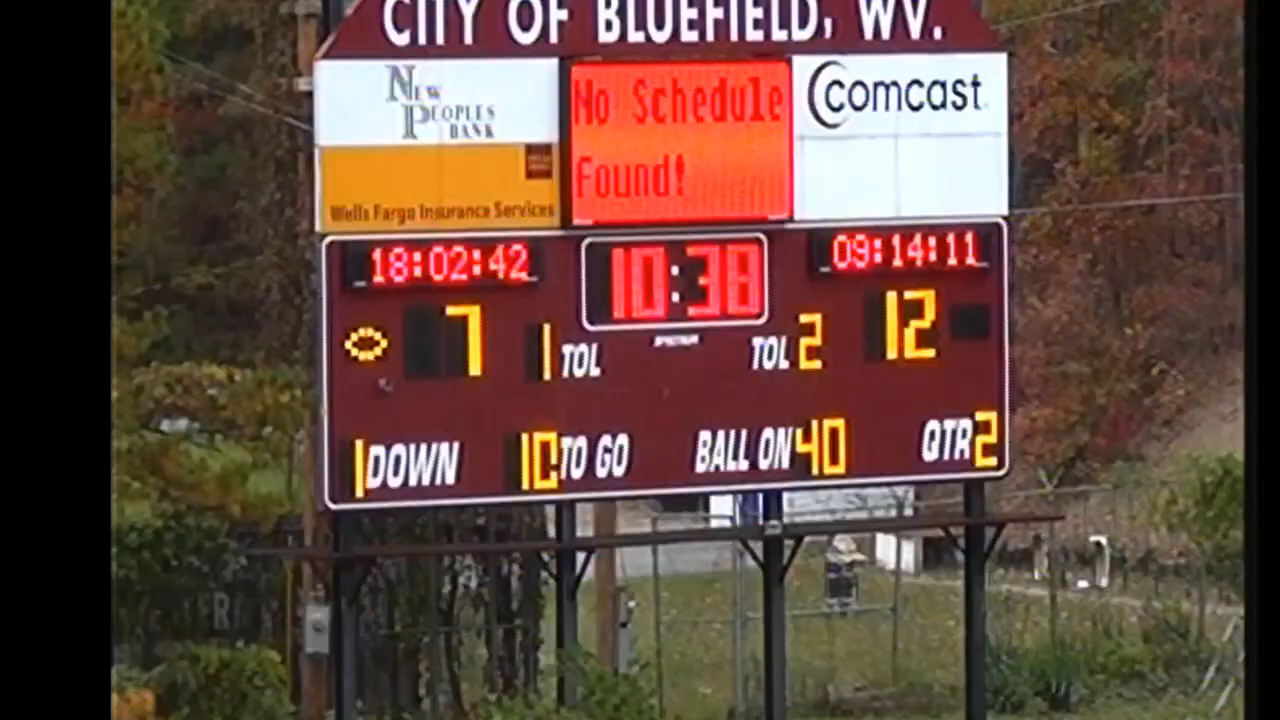 CITY OF BLUEFIELD, WV.
NEW PEOPLES BANK
No Schedule
Found!
Comcast
Wells Fargo Insurance Services
18:02:42
10:38
09:14:11
7
1 TOL
SPECTRUM
TOL 2
12
1 DOWN
10 TO GO
BALL ON 40
QTR 2